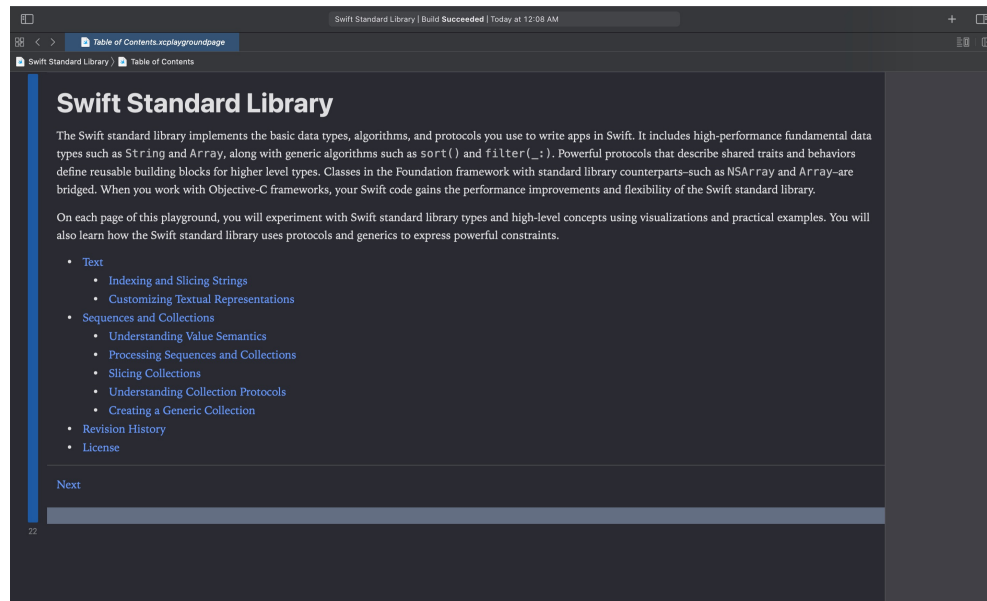 Swift Standard Library | Build Succeeded | Today at 12:08 AM
Table of Contents.xcplaygroundpage
Swift Standard Library
Table of Contents
Swift Standard Library
The Swift standard library implements the basic data types, algorithms, and protocols you use to write apps in Swift. It includes high-performance fundamental data
types such as String and Array, along with generic algorithms such as sort() and filter(_:). Powerful protocols that describe shared traits and behaviors
define reusable building blocks for higher level types. Classes in the Foundation framework with standard library counterparts–such as NSArray and Array–are
bridged. When you work with Objective-C frameworks, your Swift code gains the performance improvements and flexibility of the Swift standard library.
On each page of this playground, you will experiment with Swift standard library types and high-level concepts using visualizations and practical examples. You will
also learn how the Swift standard library uses protocols and generics to express powerful constraints.
• Text
• Indexing and Slicing Strings
• Customizing Textual Representations
• Sequences and Collections
• Understanding Value Semantics
• Processing Sequences and Collections
• Slicing Collections
• Understanding Collection Protocols
• Creating a Generic Collection
• Revision History
• License
Next
22